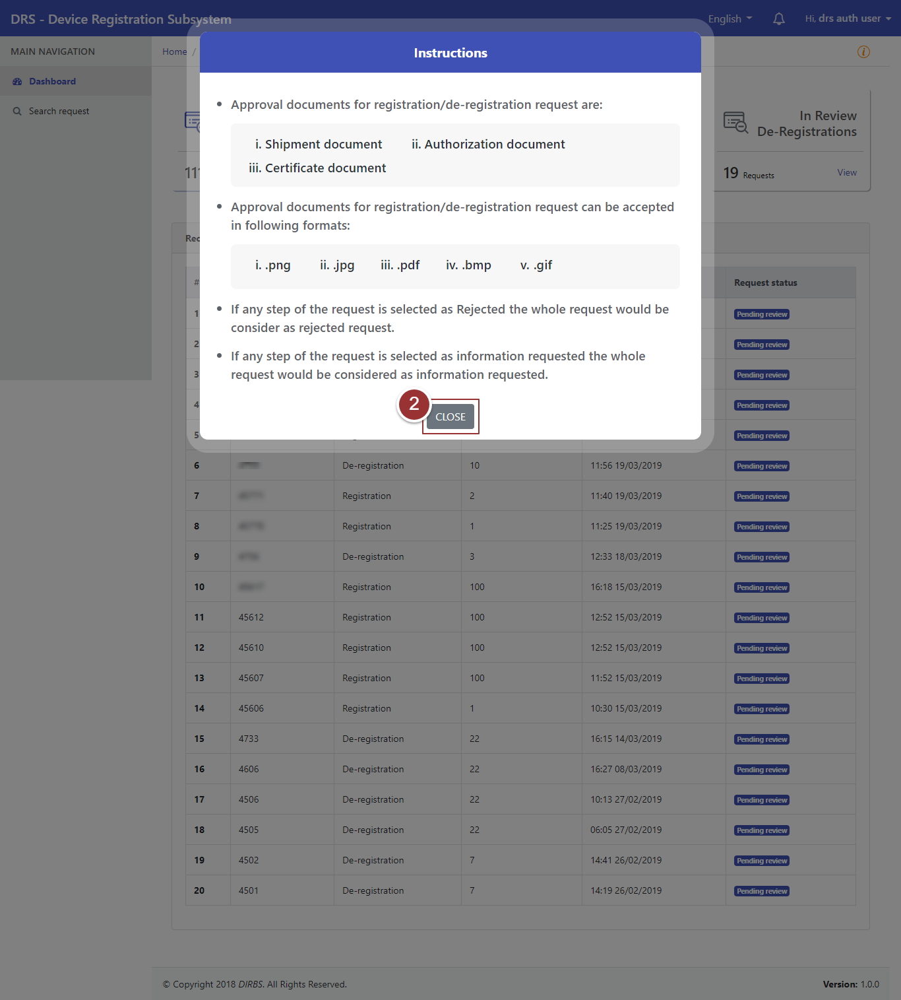 DRS - Device Registration Subsystem
English
Hi, drs auth user
MAIN NAVIGATION
Home /
i
Instructions
Dashboard
Search request
• Approval documents for registration/de-registration request are:
i. Shipment document ii. Authorization document
iii. Certificate document
In Review
De-Registrations
111
19 Requests View
• Approval documents for registration/de-registration request can be accepted
in following formats:
i. .png ii. .jpg iii. .pdf iv. .bmp v. .gif
• If any step of the request is selected as Rejected the whole request would be
consider as rejected request.
• If any step of the request is selected as information requested the whole
request would be considered as information requested.
2
CLOSE
# Request status
1 Pending review
2 Pending review
3 Pending review
4 Pending review
5 Pending review
6 De-registration 10 11:56 19/03/2019 Pending review
7 Registration 2 11:40 19/03/2019 Pending review
8 Registration 1 11:25 19/03/2019 Pending review
9 De-registration 3 12:33 18/03/2019 Pending review
10 Registration 100 16:18 15/03/2019 Pending review
11 45612 Registration 100 12:52 15/03/2019 Pending review
12 45610 Registration 100 12:52 15/03/2019 Pending review
13 45607 Registration 100 11:52 15/03/2019 Pending review
14 45606 Registration 1 10:30 15/03/2019 Pending review
15 4733 De-registration 22 16:15 14/03/2019 Pending review
16 4606 De-registration 22 16:27 08/03/2019 Pending review
17 4506 De-registration 22 10:13 27/02/2019 Pending review
18 4505 De-registration 22 06:05 27/02/2019 Pending review
19 4502 De-registration 7 14:41 26/02/2019 Pending review
20 4501 De-registration 7 14:19 26/02/2019 Pending review
© Copyright 2018 DIRBS. All Rights Reserved.
Version: 1.0.0